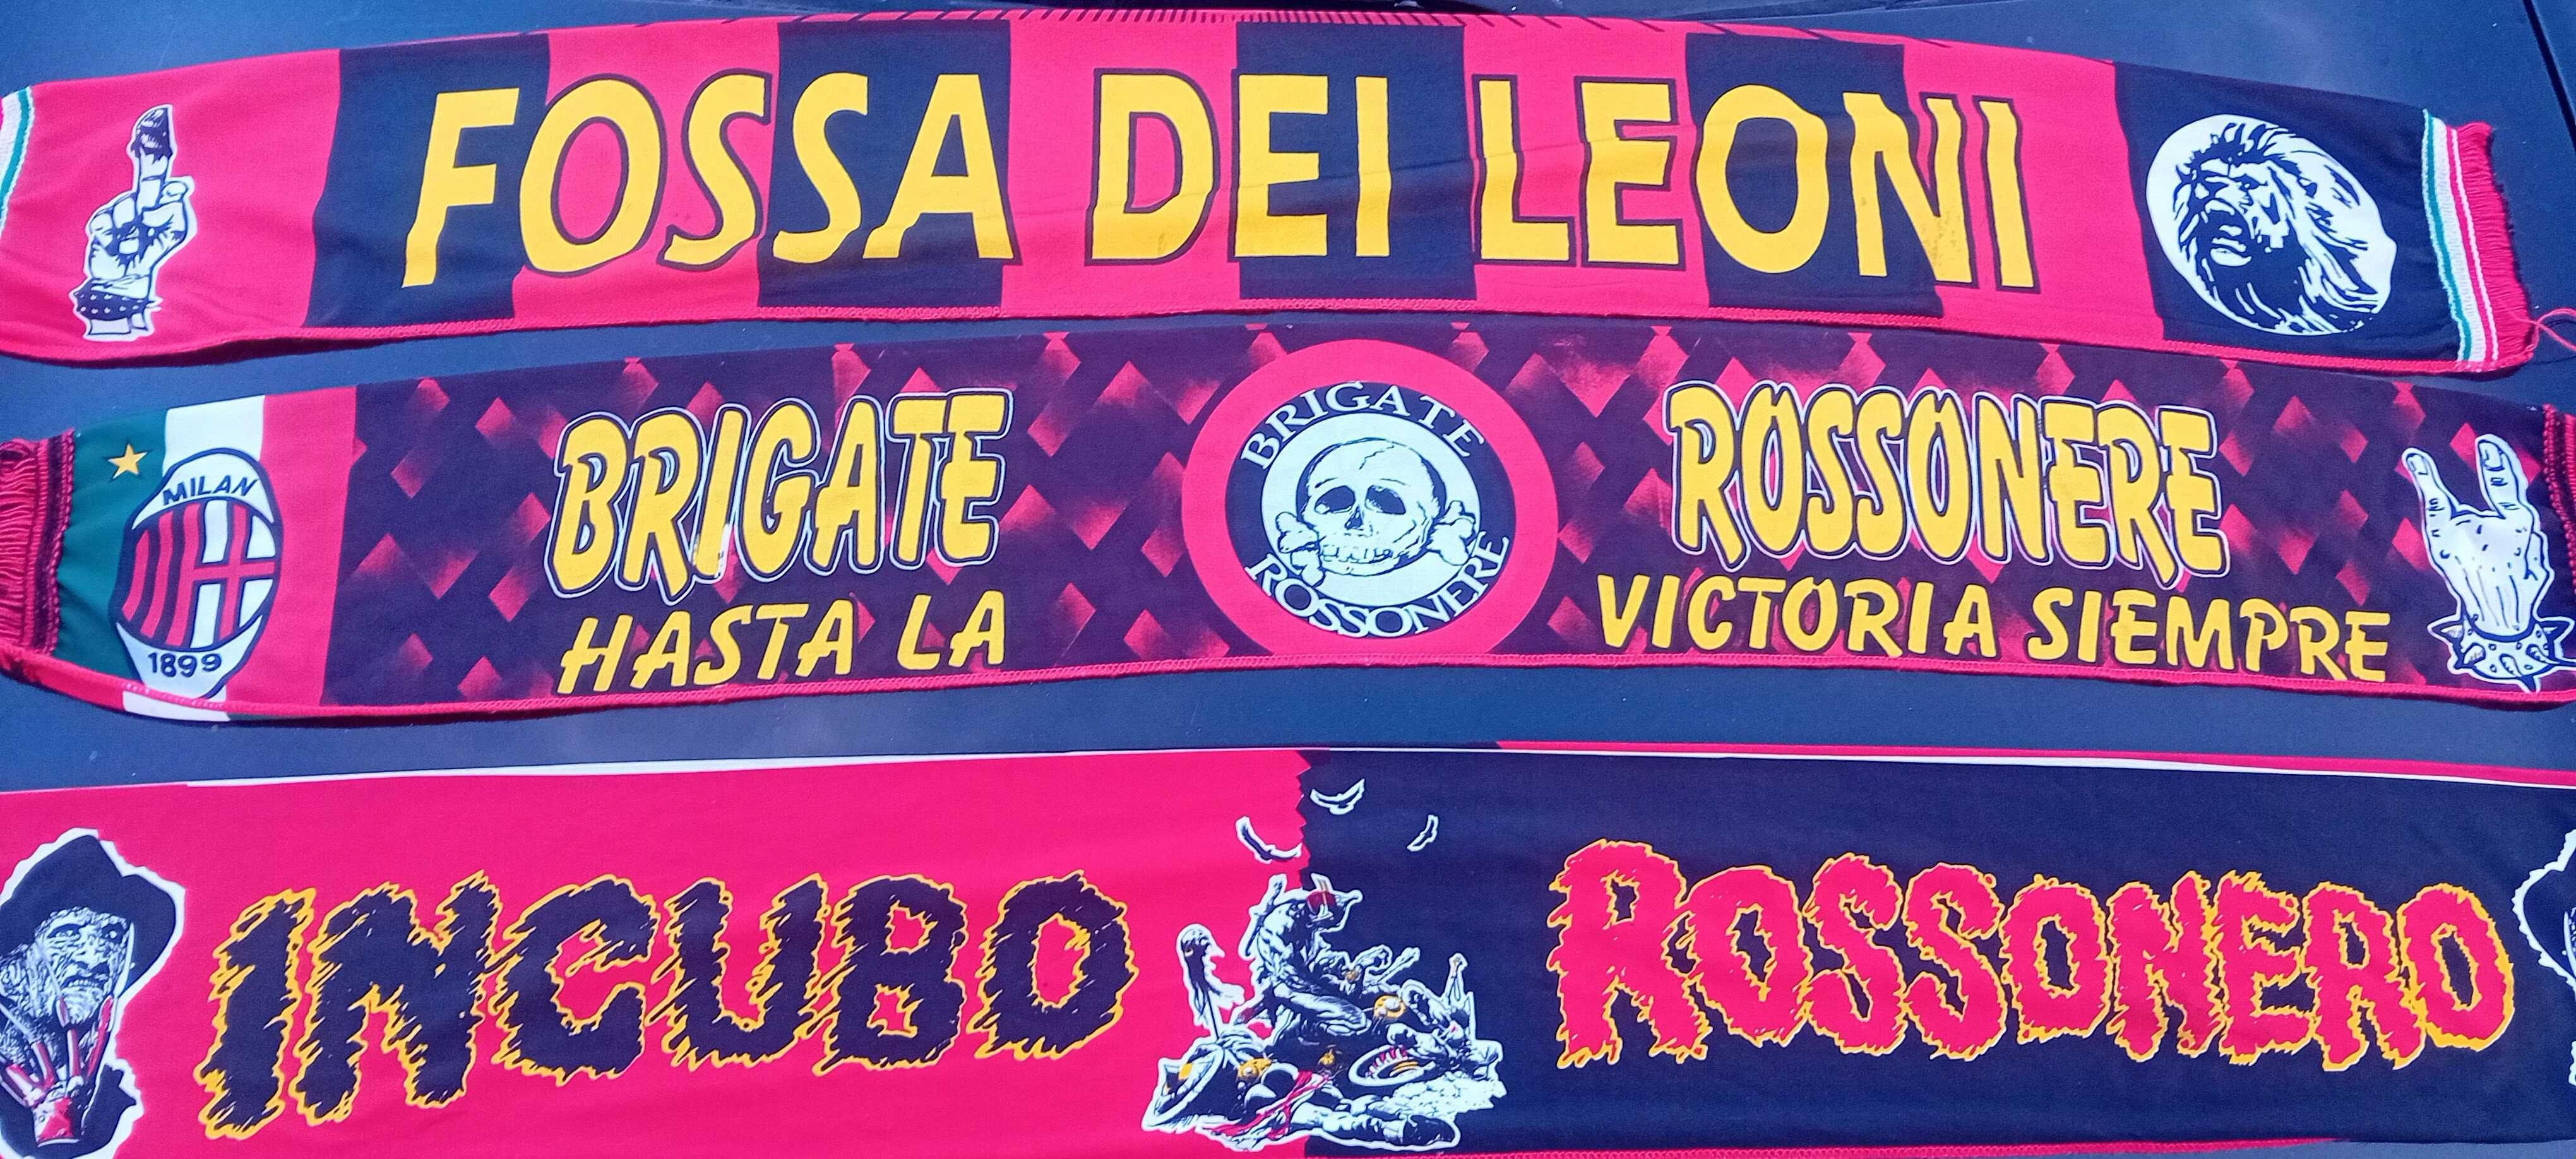 FOSSA DEI LEONI
MILAN
1899
BRIGATE
HASTA LA
BRIGATE
ROSSONERE
ROSSONERE
VICTORIA SIEMPRE
INCUBO
ROSSONERO